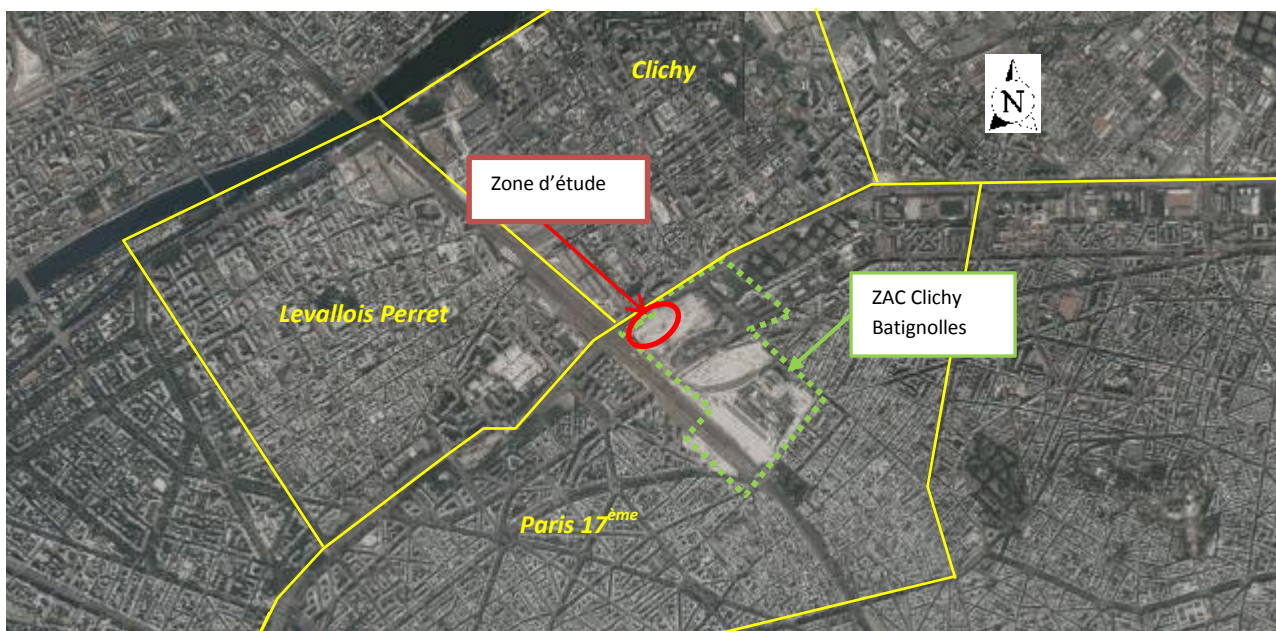 Clichy
N
Zone d'étude
ZAC Clichy
Batignolles
Levallois Perret
Paris 17ème